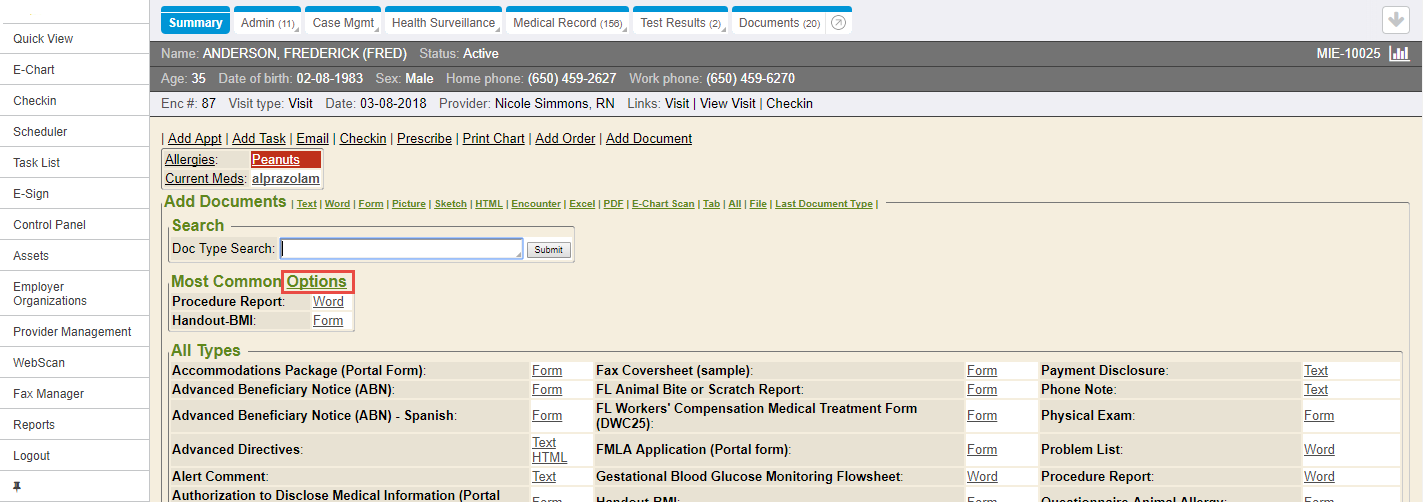 Quick View
E-Chart
Checkin
Scheduler
Task List
E-Sign
Control Panel
Assets
Employer
Organizations
Provider Management
WebScan
Fax Manager
Reports
Logout
Summary Admin (11) Case Mgmt Health Surveillance Medical Record (156) Test Results (2) Documents (20)
Name: ANDERSON, FREDERICK (FRED) Status: Active MIE-10025
Age: 35 Date of birth: 02-08-1983 Sex: Male Home phone: (650) 459-2627 Work phone: (650) 459-6270
Enc #: 87 Visit type: Visit Date: 03-08-2018 Provider: Nicole Simmons, RN Links: Visit | View Visit | Checkin
| Add Appt | Add Task | Email | Checkin | Prescribe | Print Chart | Add Order | Add Document
Allergies: Peanuts
Current Meds: alprazolam
Add Documents | Text | Word | Form | Picture | Sketch | HTML | Encounter | Excel | PDF | E-Chart Scan | Tab | All | File | Last Document Type |
Search
Doc Type Search: Submit
Most Common Options
Procedure Report: Word
Handout-BMI: Form
All Types
Accommodations Package (Portal Form): Form Fax Coversheet (sample): Form Payment Disclosure: Text
Advanced Beneficiary Notice (ABN): Form FL Animal Bite or Scratch Report: Form Phone Note: Text
Advanced Beneficiary Notice (ABN) - Spanish: Form FL Workers' Compensation Medical Treatment Form
(DWC25): Form Physical Exam: Form
Advanced Directives: Text
HTML FMLA Application (Portal form): Form Problem List: Word
Alert Comment: Text Gestational Blood Glucose Monitoring Flowsheet: Word Procedure Report: Word
Authorization to Disclose Medical Information (Portal Form Handout-BMI: Form Questionnaire Animal Allergy: Form